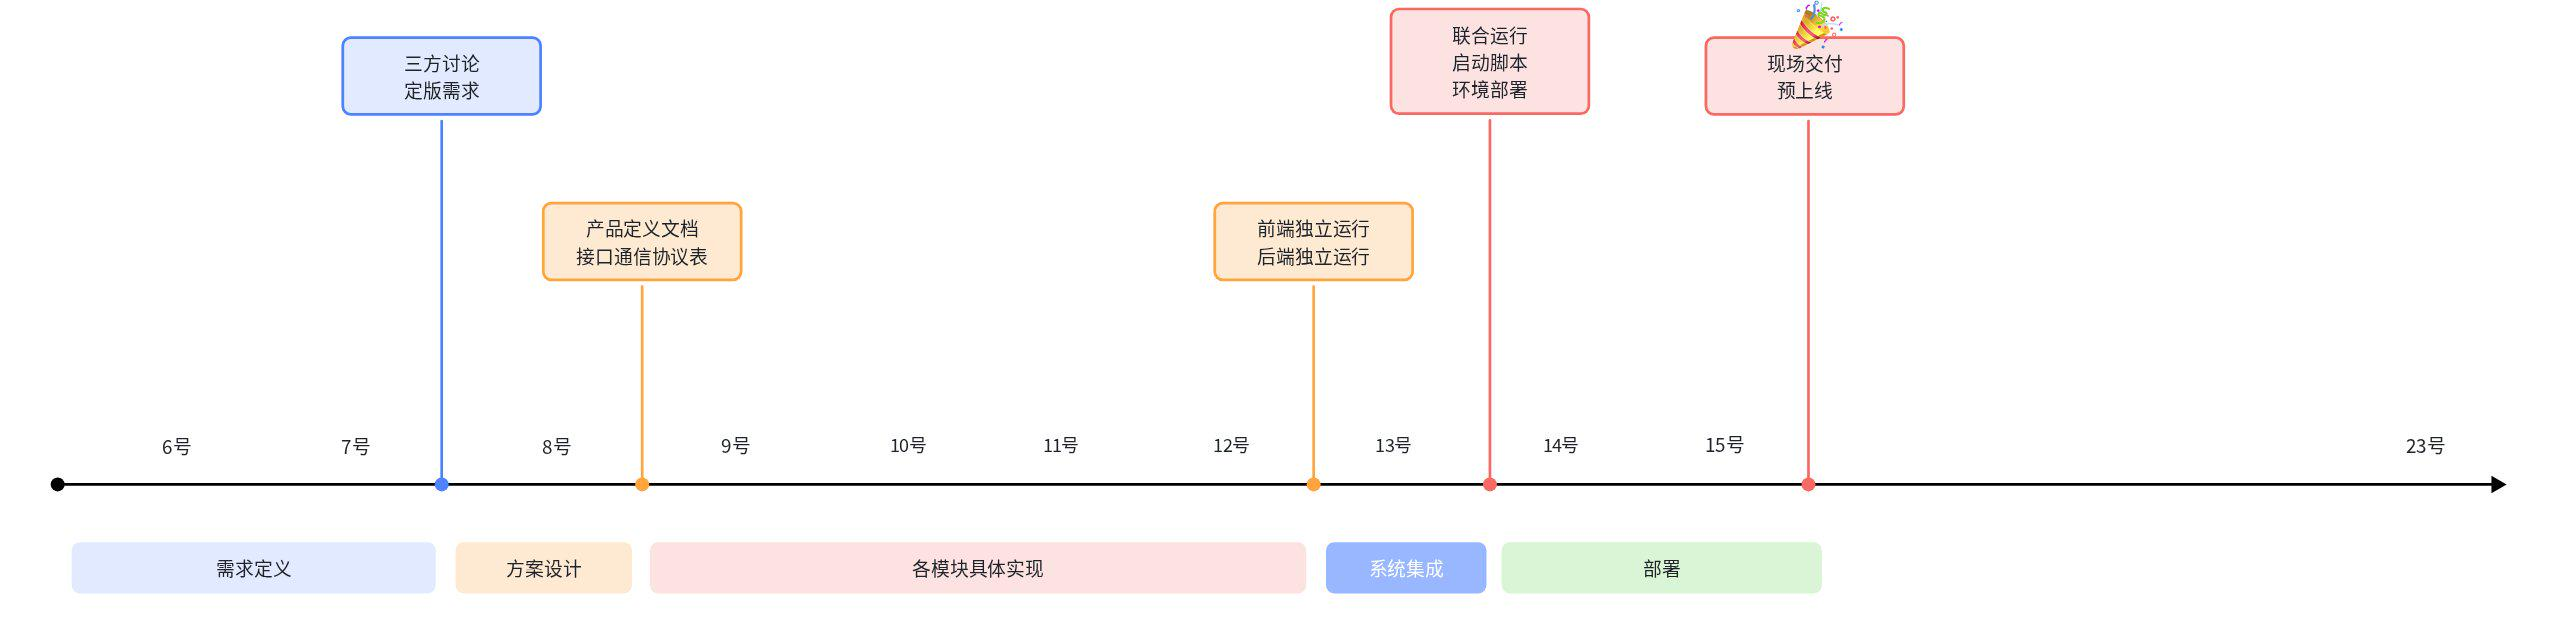 三方讨论
定版需求
联合运行
启动脚本
环境部署
现场交付
预上线
产品定义文档
接口通信协议表
前端独立运行
后端独立运行
6号
7号
8号
9号
10号
11号
12号
13号
14号
15号
23号
需求定义
方案设计
各模块具体实现
系统集成
部署